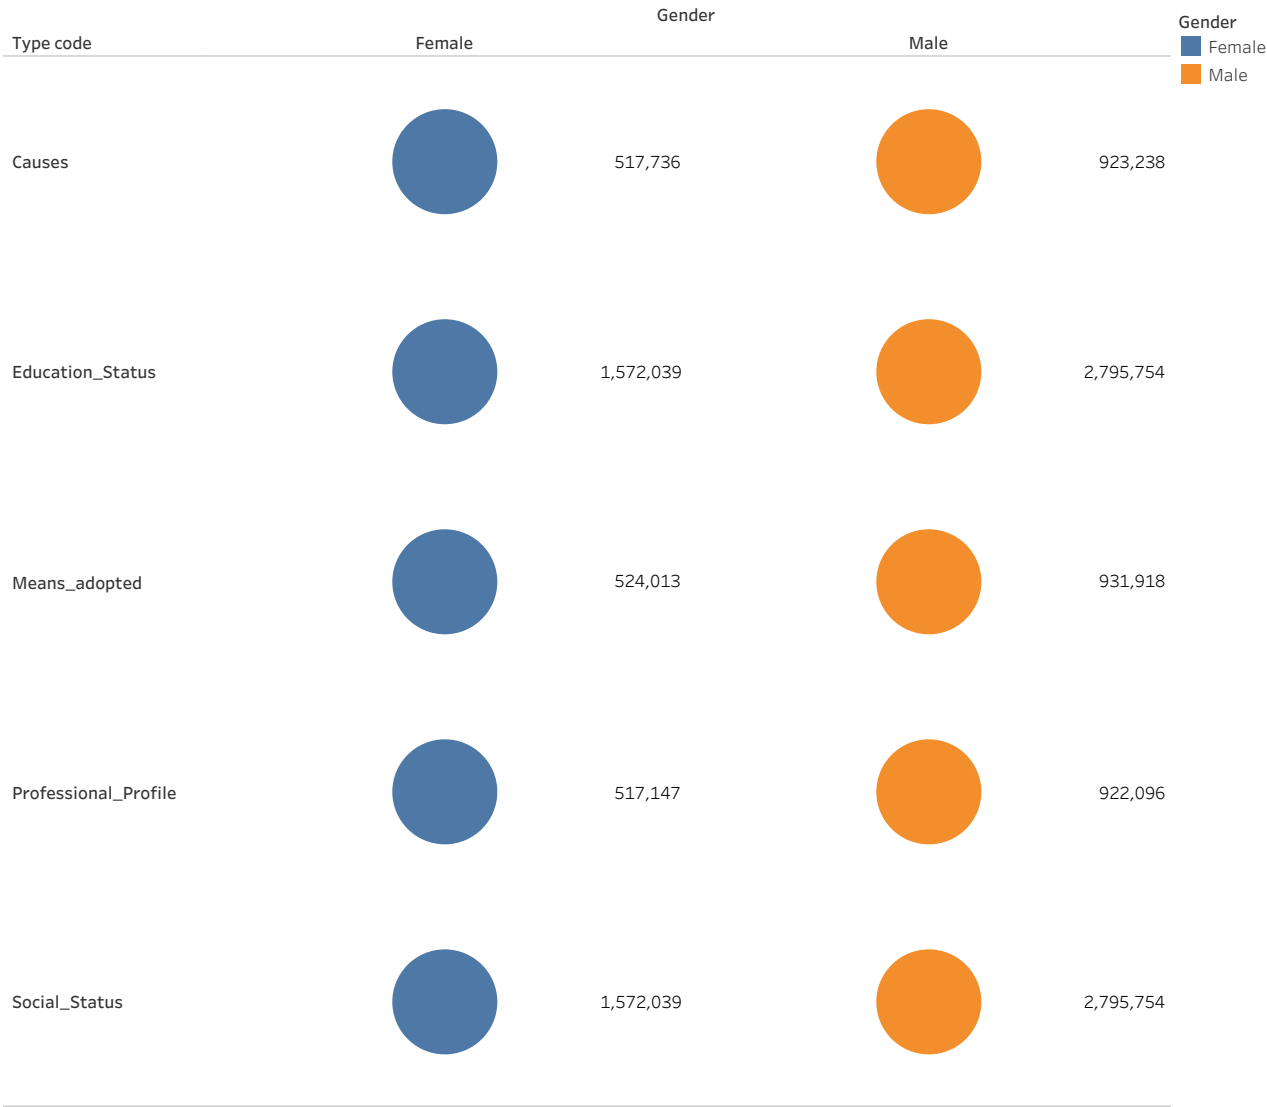 Gender
Type code Female Male
Causes 517,736 923,238
Education_Status 1,572,039 2,795,754
Means_adopted 524,013 931,918
Professional_Profile 517,147 922,096
Social_Status 1,572,039 2,795,754
Gender
Female
Male